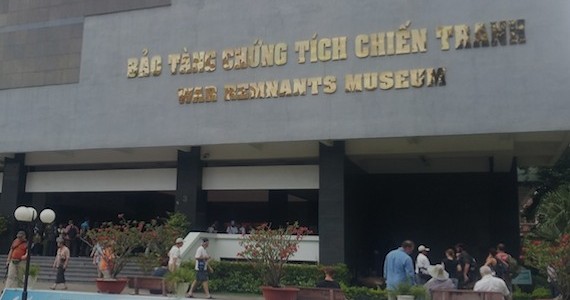 BẢO TÀNG CHỨNG TÍCH CHIẾN TRANH
WAR REMNANTS MUSEUM